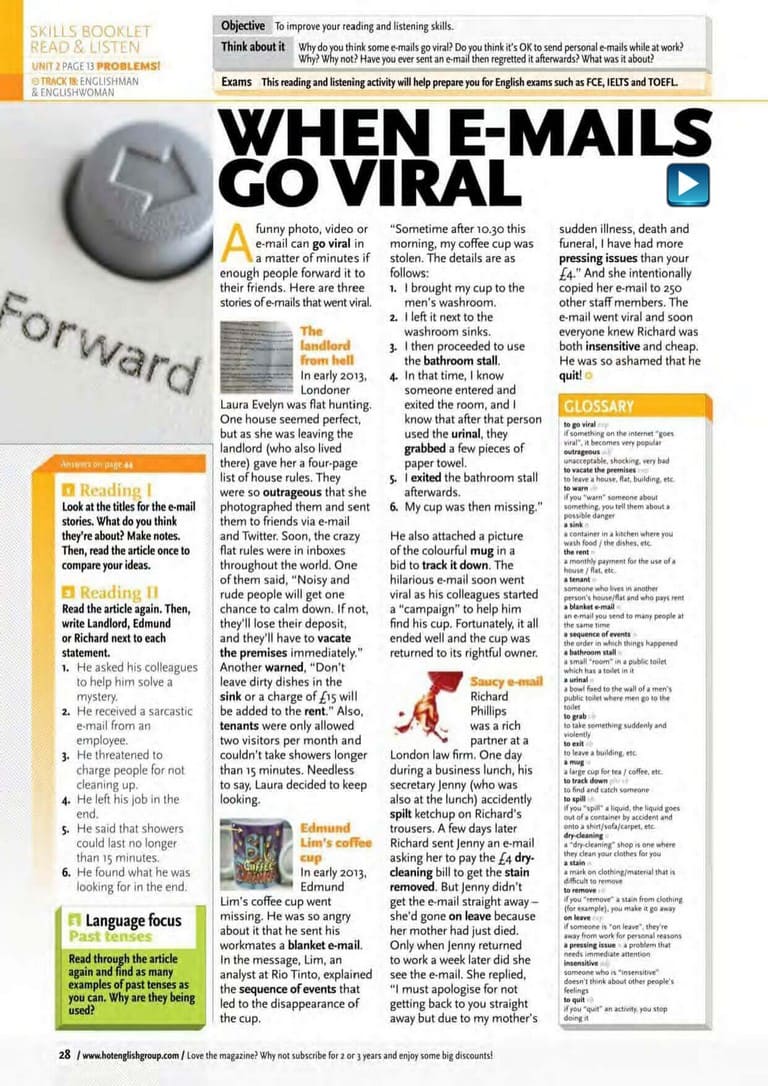 SKILLS BOOKLET
READ & LISTEN
UNIT 2 PAGE 13 PROBLEMS!
TRACK 18: ENGLISHMAN
& ENGLISHWOMAN
Objective To improve your reading and listening skills.
Think about it Why do you think some e-mails go viral? Do you think it's OK to send personal e-mails while at work?
Why? Why not? Have you ever sent an e-mail then regretted it afterwards? What was it about?
Exams This reading and listening activity will help prepare you for English exams such as FCE, IELTS and TOEFL.
Forward
WHEN E-MAILS
GO VIRAL
A funny photo, video or
e-mail can go viral in
a matter of minutes if
enough people forward it to
their friends. Here are three
stories of e-mails that went viral.
The
landlord
from hell
In early 2013,
Londoner
Laura Evelyn was flat hunting.
One house seemed perfect,
but as she was leaving the
landlord (who also lived
there) gave her a four-page
list of house rules. They
were so outrageous that she
photographed them and sent
them to friends via e-mail
and Twitter. Soon, the crazy
flat rules were in inboxes
throughout the world. One
of them said, "Noisy and
rude people will get one
chance to calm down. If not,
they'll lose their deposit,
and they'll have to vacate
the premises immediately."
Another warned, "Don't
leave dirty dishes in the
sink or a charge of £15 will
be added to the rent." Also,
tenants were only allowed
two visitors per month and
couldn't take showers longer
than 15 minutes. Needless
to say, Laura decided to keep
looking.
Edmund
Lim's coffee
cup
In early 2013,
Edmund
Lim's coffee cup went
missing. He was so angry
about it that he sent his
workmates a blanket e-mail.
In the message, Lim, an
analyst at Rio Tinto, explained
the sequence of events that
led to the disappearance of
the cup.
"Sometime after 10.30 this
morning, my coffee cup was
stolen. The details are as
follows:
1. I brought my cup to the
men's washroom.
2. I left it next to the
washroom sinks.
3. I then proceeded to use
the bathroom stall.
4. In that time, I know
someone entered and
exited the room, and I
know that after that person
used the urinal, they
grabbed a few pieces of
paper towel.
5. I exited the bathroom stall
afterwards.
6. My cup was then missing."
He also attached a picture
of the colourful mug in a
bid to track it down. The
hilarious e-mail soon went
viral as his colleagues started
a "campaign" to help him
find his cup. Fortunately, it all
ended well and the cup was
returned to its rightful owner.
Saucy e-mail
Richard
Phillips
was a rich
partner at a
London law firm. One day
during a business lunch, his
secretary Jenny (who was
also at the lunch) accidently
spilt ketchup on Richard's
trousers. A few days later
Richard sent Jenny an e-mail
asking her to pay the £4 dry-
cleaning bill to get the stain
removed. But Jenny didn't
get the e-mail straight away –
she'd gone on leave because
her mother had just died.
Only when Jenny returned
to work a week later did she
see the e-mail. She replied,
"I must apologise for not
getting back to you straight
away but due to my mother's
sudden illness, death and
funeral, I have had more
pressing issues than your
£4." And she intentionally
copied her e-mail to 250
other staff members. The
e-mail went viral and soon
everyone knew Richard was
both insensitive and cheap.
He was so ashamed that he
quit!
GLOSSARY
to go viral
if something on the internet "goes
viral", it becomes very popular
outrageous
unacceptable, shocking, very bad
to vacate the premises
to leave a house, flat, building, etc.
to warn
if you "warn" someone about
something, you tell them about a
possible danger
a sink
a container in a kitchen where you
wash food / the dishes, etc.
the rent
a monthly payment for the use of a
house / flat, etc.
a tenant
someone who lives in another
person's house/flat and who pays rent
a blanket e-mail
an e-mail you send to many people at
the same time
a sequence of events
the order in which things happened
a bathroom stall
a small "room" in a public toilet
which has a toilet in it
a urinal
a bowl fixed to the wall of a men's
public toilet where men go to the
toilet
to grab
to take something suddenly and
violently
to exit
to leave a building, etc.
a mug
a large cup for tea / coffee, etc.
to track down
to find and catch someone
to spill
if you "spill" a liquid, the liquid goes
out of a container by accident and
onto a shirt/sofa/carpet, etc.
dry-cleaning
a "dry-cleaning" shop is one where
they clean your clothes for you
a stain
a mark on clothing/material that is
difficult to remove
to remove
if you "remove" a stain from clothing
(for example), you make it go away
on leave
if someone is "on leave", they're
away from work for personal reasons
a pressing issue a problem that
needs immediate attention
insensitive
someone who is "insensitive"
doesn't think about other people's
feelings
to quit
if you "quit" an activity, you stop
doing it
Answers on page 44
1 Reading I
Look at the titles for the e-mail
stories. What do you think
they're about? Make notes.
Then, read the article once to
compare your ideas.
2 Reading II
Read the article again. Then,
write Landlord, Edmund
or Richard next to each
statement.
1. He asked his colleagues
to help him solve a
mystery.
2. He received a sarcastic
e-mail from an
employee.
3. He threatened to
charge people for not
cleaning up.
4. He left his job in the
end.
5. He said that showers
could last no longer
than 15 minutes.
6. He found what he was
looking for in the end.
Language focus
Past tenses
Read through the article
again and find as many
examples of past tenses as
you can. Why are they being
used?
28 / www.hotenglishgroup.com / Love the magazine? Why not subscribe for 2 or 3 years and enjoy some big discounts!